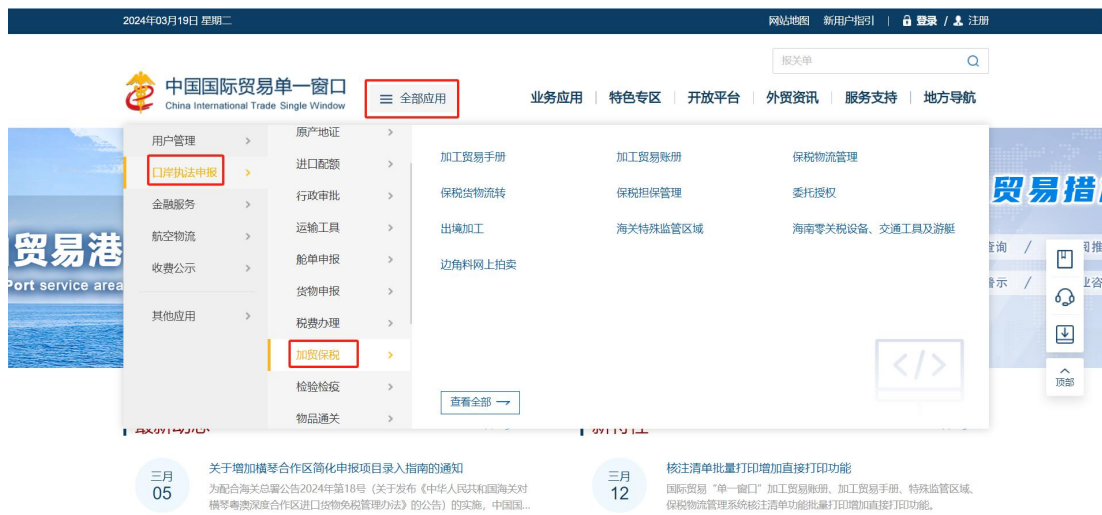 2024年03月19日 星期二
网站地图 新用户指引 | 登录 / 注册
报关单
中国国际贸易单一窗口
China International Trade Single Window
全部应用
业务应用 | 特色专区 | 开放平台 | 外贸资讯 | 服务支持 | 地方导航
用户管理
口岸执法申报
金融服务
航空物流
收费公示
其他应用
原产地证
进口配额
行政审批
运输工具
舱单申报
货物申报
税费办理
加贸保税
检验检疫
物品通关
加工贸易手册 加工贸易账册 保税物流管理
保税货物流转 保税担保管理 委托授权
出境加工 海关特殊监管区域 海南零关税设备、交通工具及游艇
边角料网上拍卖
查看全部
贸易港
Port service area
贸易措
查询 /
/
顶部
三月
05
关于增加横琴合作区简化申报项目录入指南的通知
为配合海关总署公告2024年第18号（关于发布《中华人民共和国海关对
横琴粤澳深度合作区进口货物免税管理办法》的公告）的实施，中国国...
三月
12
核注清单批量打印增加直接打印功能
国际贸易“单一窗口”加工贸易账册、加工贸易手册、特殊监管区域、
保税物流管理系统核注清单功能批量打印增加直接打印功能。